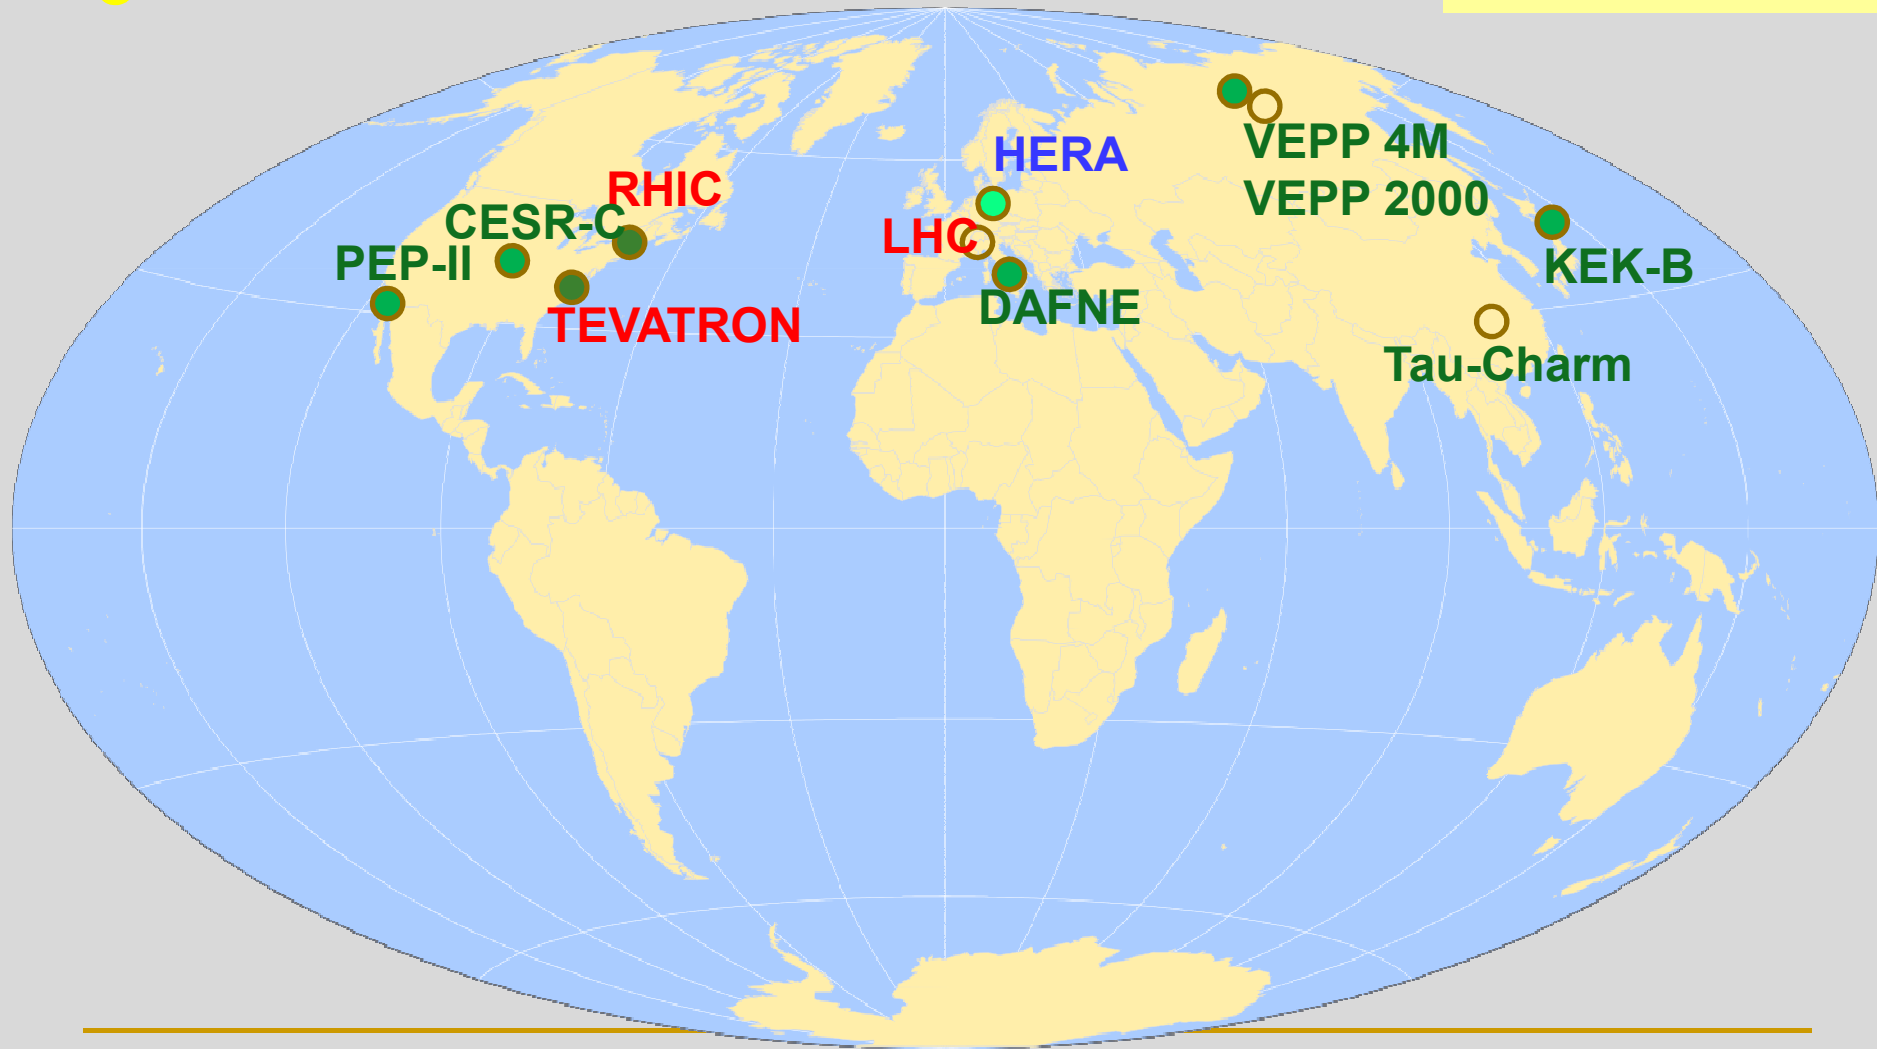 HERA
VEPP 4M
VEPP 2000
RHIC
CESR-C
LHC
PEP-II
KEK-B
DAFNE
TEVATRON
Tau-Charm